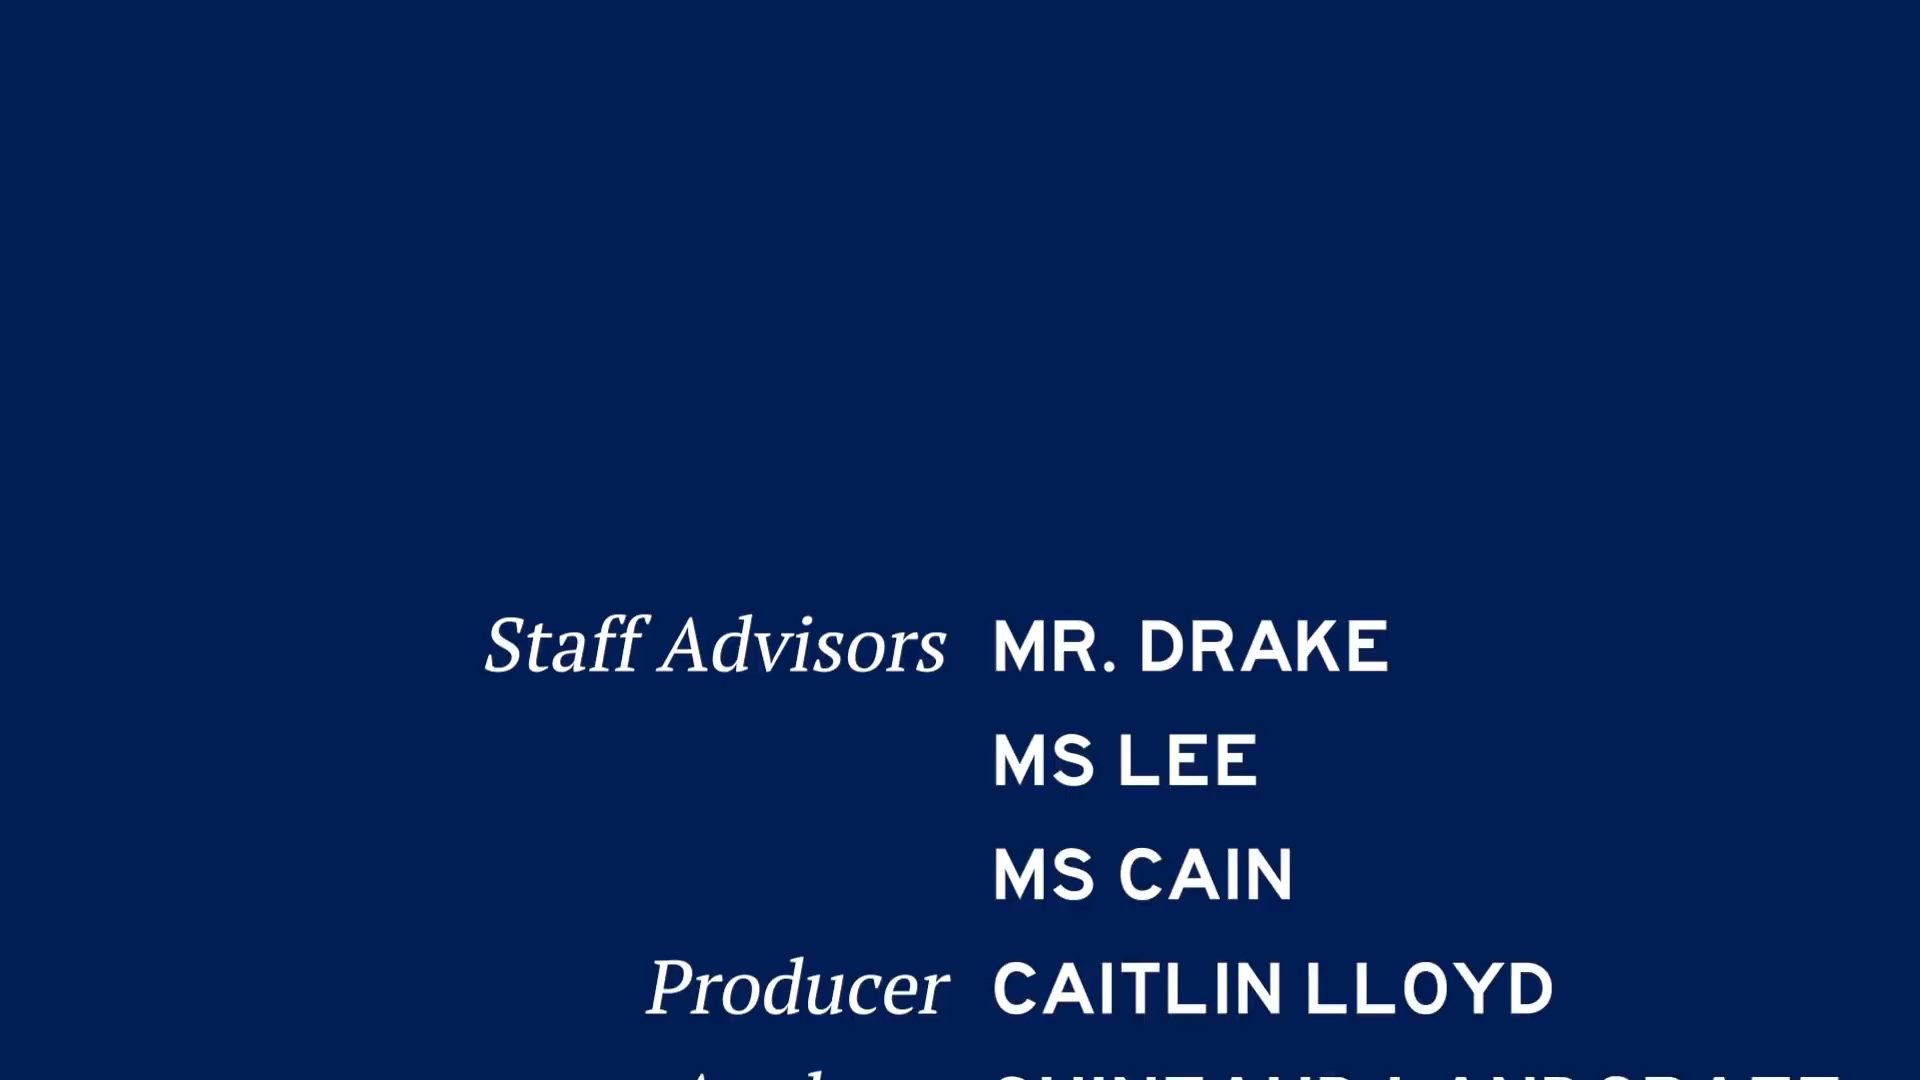 Staff Advisors MR. DRAKE
MS LEE
MS CAIN
Producer CAITLIN LLOYD